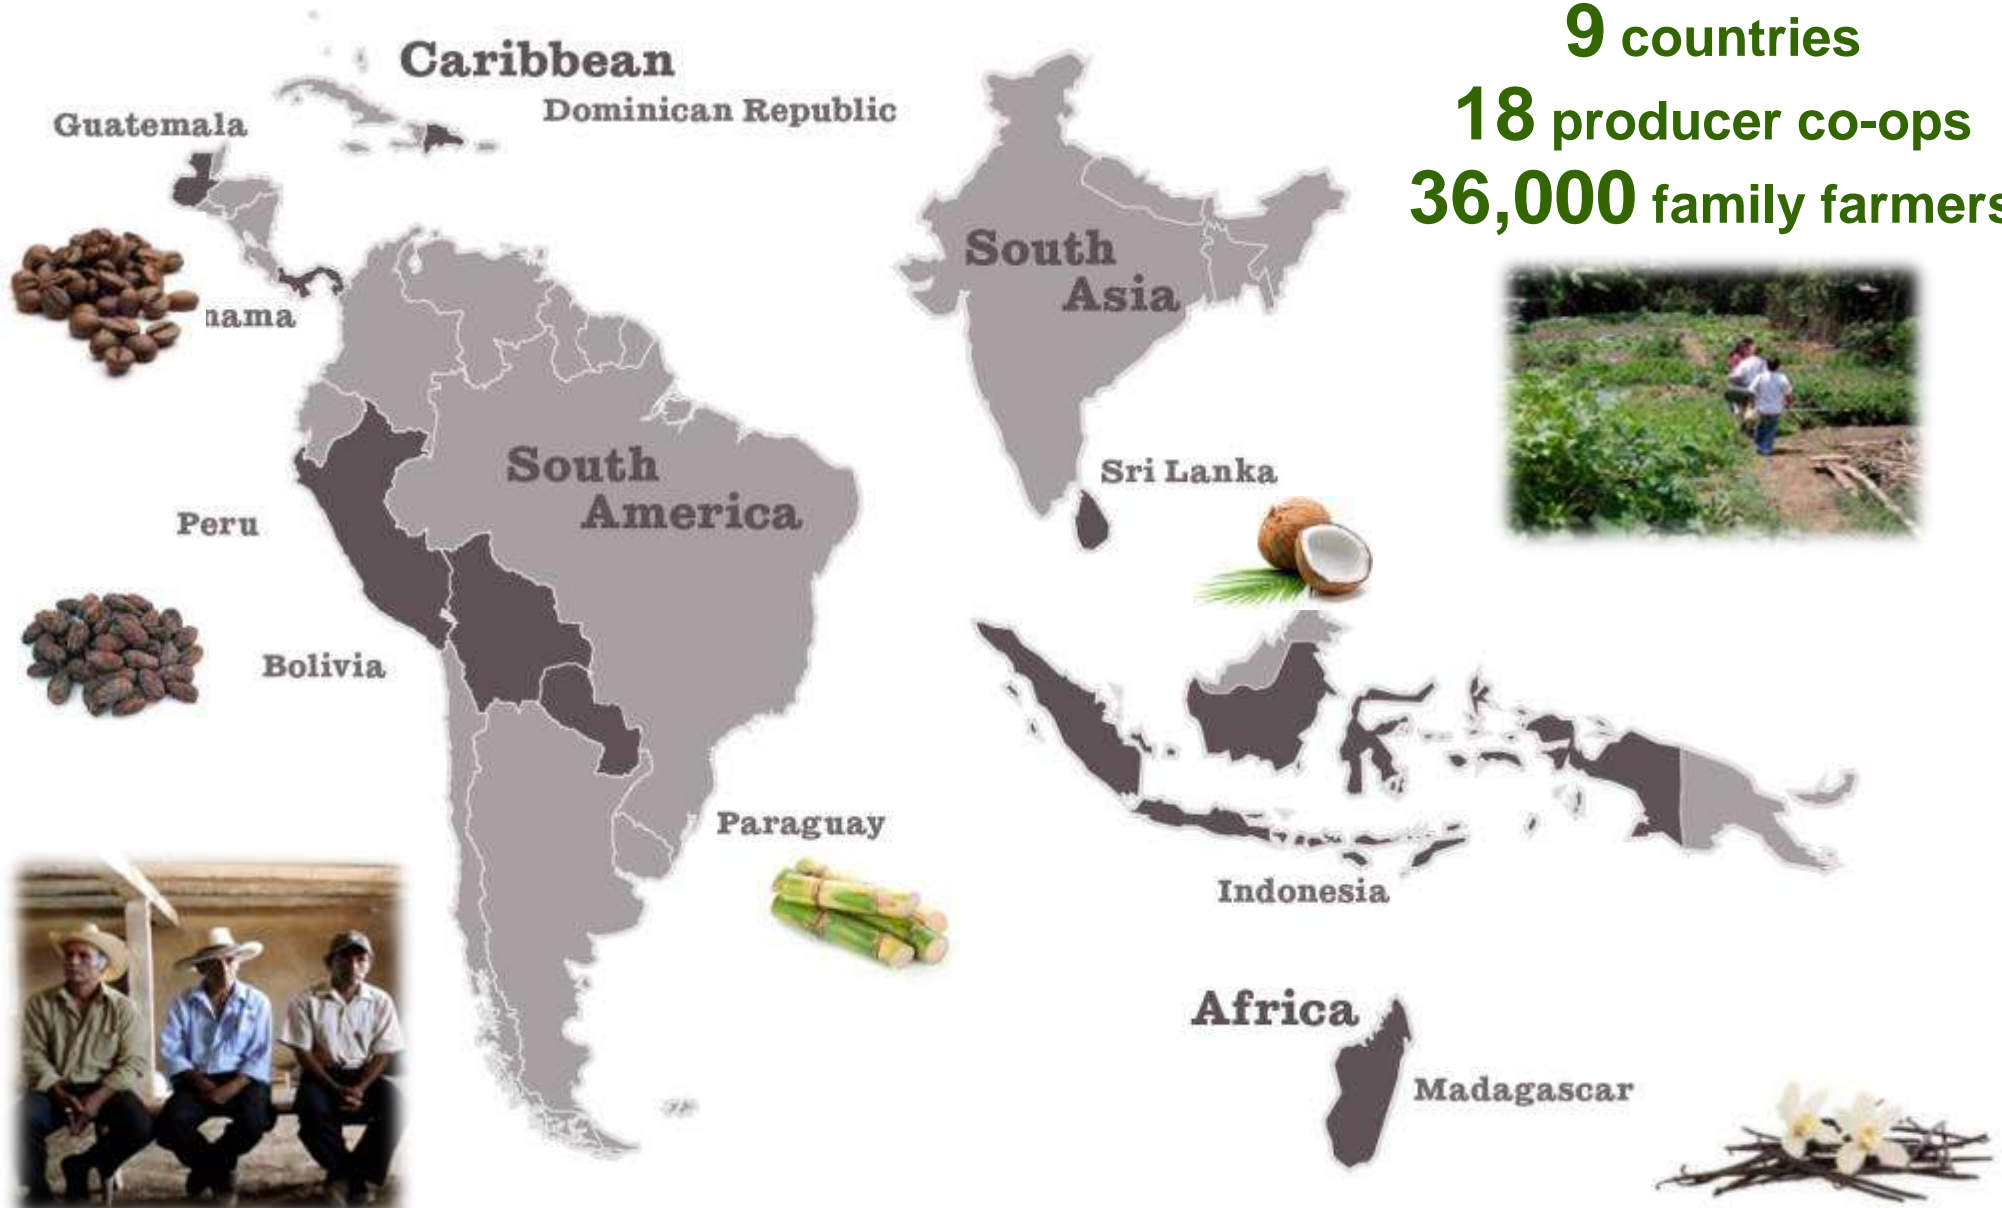 9 countries
18 producer co-ops
36,000 family farmers
Caribbean
Dominican Republic
Guatemala
nama
South
America
Peru
Bolivia
Paraguay
South
Asia
Sri Lanka
Indonesia
Africa
Madagascar